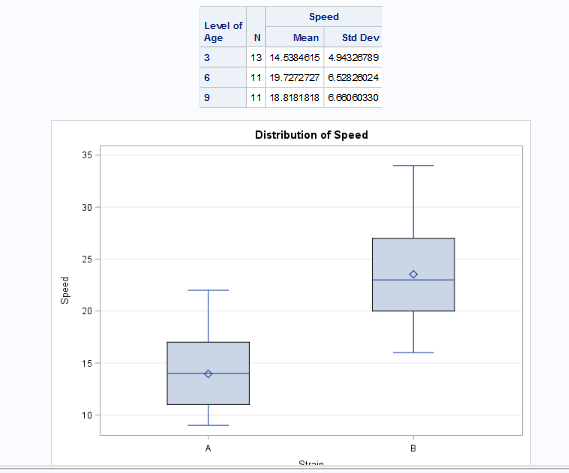 Level of Age N Speed
Mean Std Dev
3 13 14.5384615 4.94326789
6 11 19.7272727 6.52826024
9 11 18.8181818 6.66060330
Distribution of Speed
35
30
25
20
15
10
Speed
A B
Strain